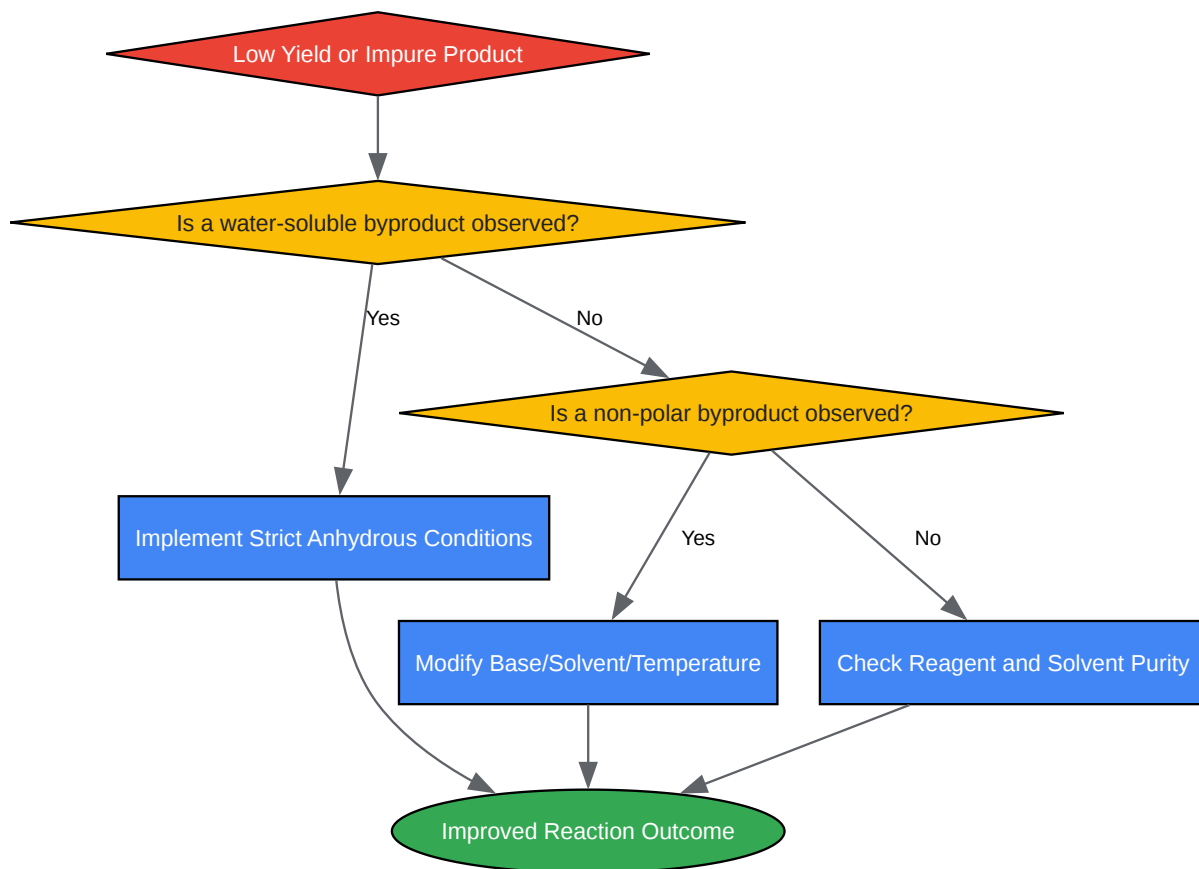 Low Yield or Impure Product
Is a water-soluble byproduct observed?
Yes
No
Is a non-polar byproduct observed?
Implement Strict Anhydrous Conditions
Yes
No
Modify Base/Solvent/Temperature
Check Reagent and Solvent Purity
Improved Reaction Outcome